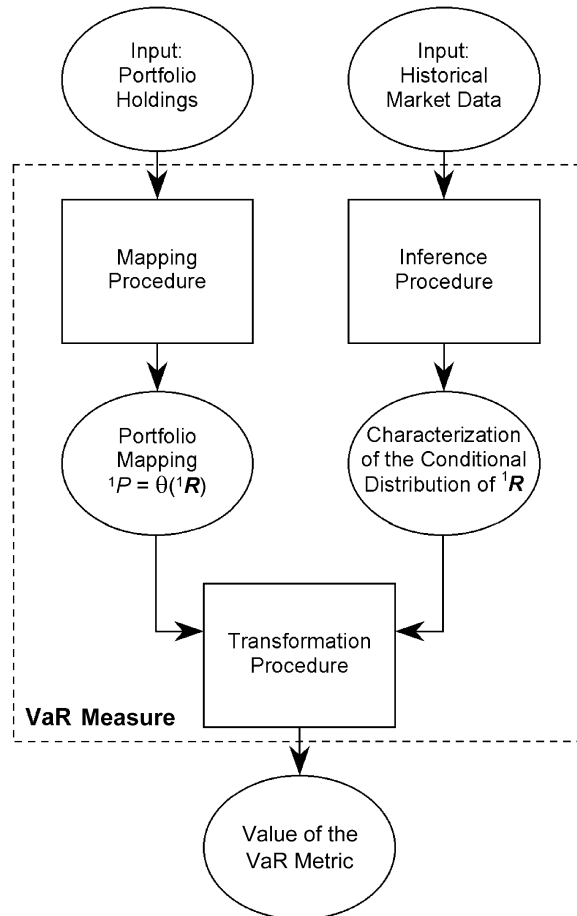 Input:
Portfolio
Holdings
Input:
Historical
Market Data
Mapping
Procedure
Inference
Procedure
Portfolio
Mapping
¹P = θ(¹R)
Characterization
of the Conditional
Distribution of ¹R
Transformation
Procedure
VaR Measure
Value of the
VaR Metric